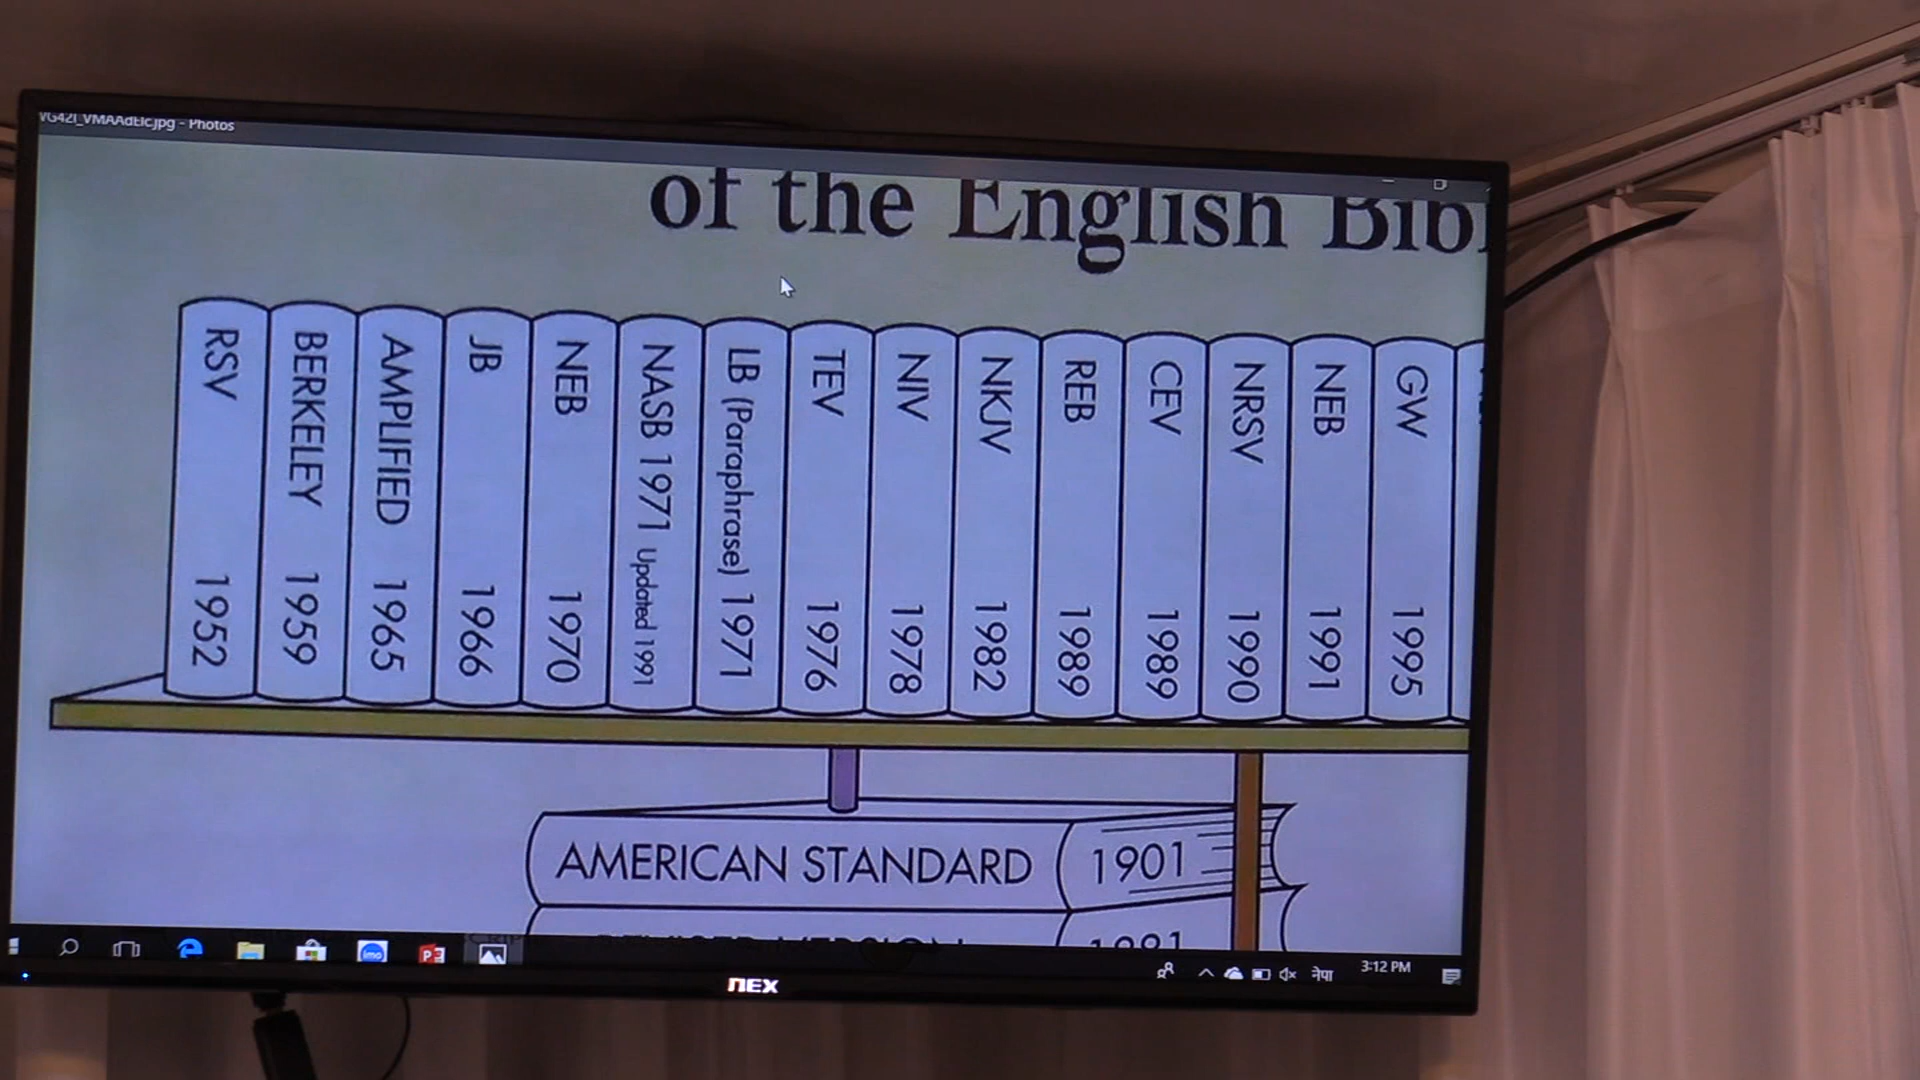 VG42I_VMAAdEIc.jpg - Photos
of the English
RSV 1952
BERKELEY 1959
AMPLIFIED 1965
JB 1966
NEB 1970
NASB 1971 Updated 1991
LB (Paraphrase) 1971
TEV 1976
NIV 1978
NKJV 1982
REB 1989
CEV 1989
NRSV 1990
NEB 1991
GW 1995
AMERICAN STANDARD 1901
imo
नेपा
3:12 PM
nex